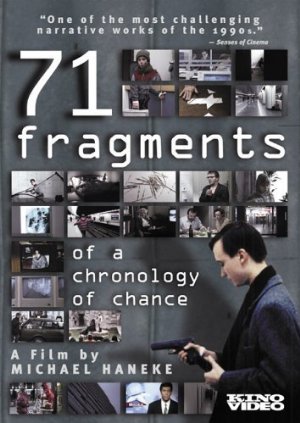 “One of the most challenging
narrative works of the 1990s.”
— Senses of Cinema
71
fragments
of a
chronology
of chance
A Film by
MICHAEL HANEKE
KINO
VIDEO